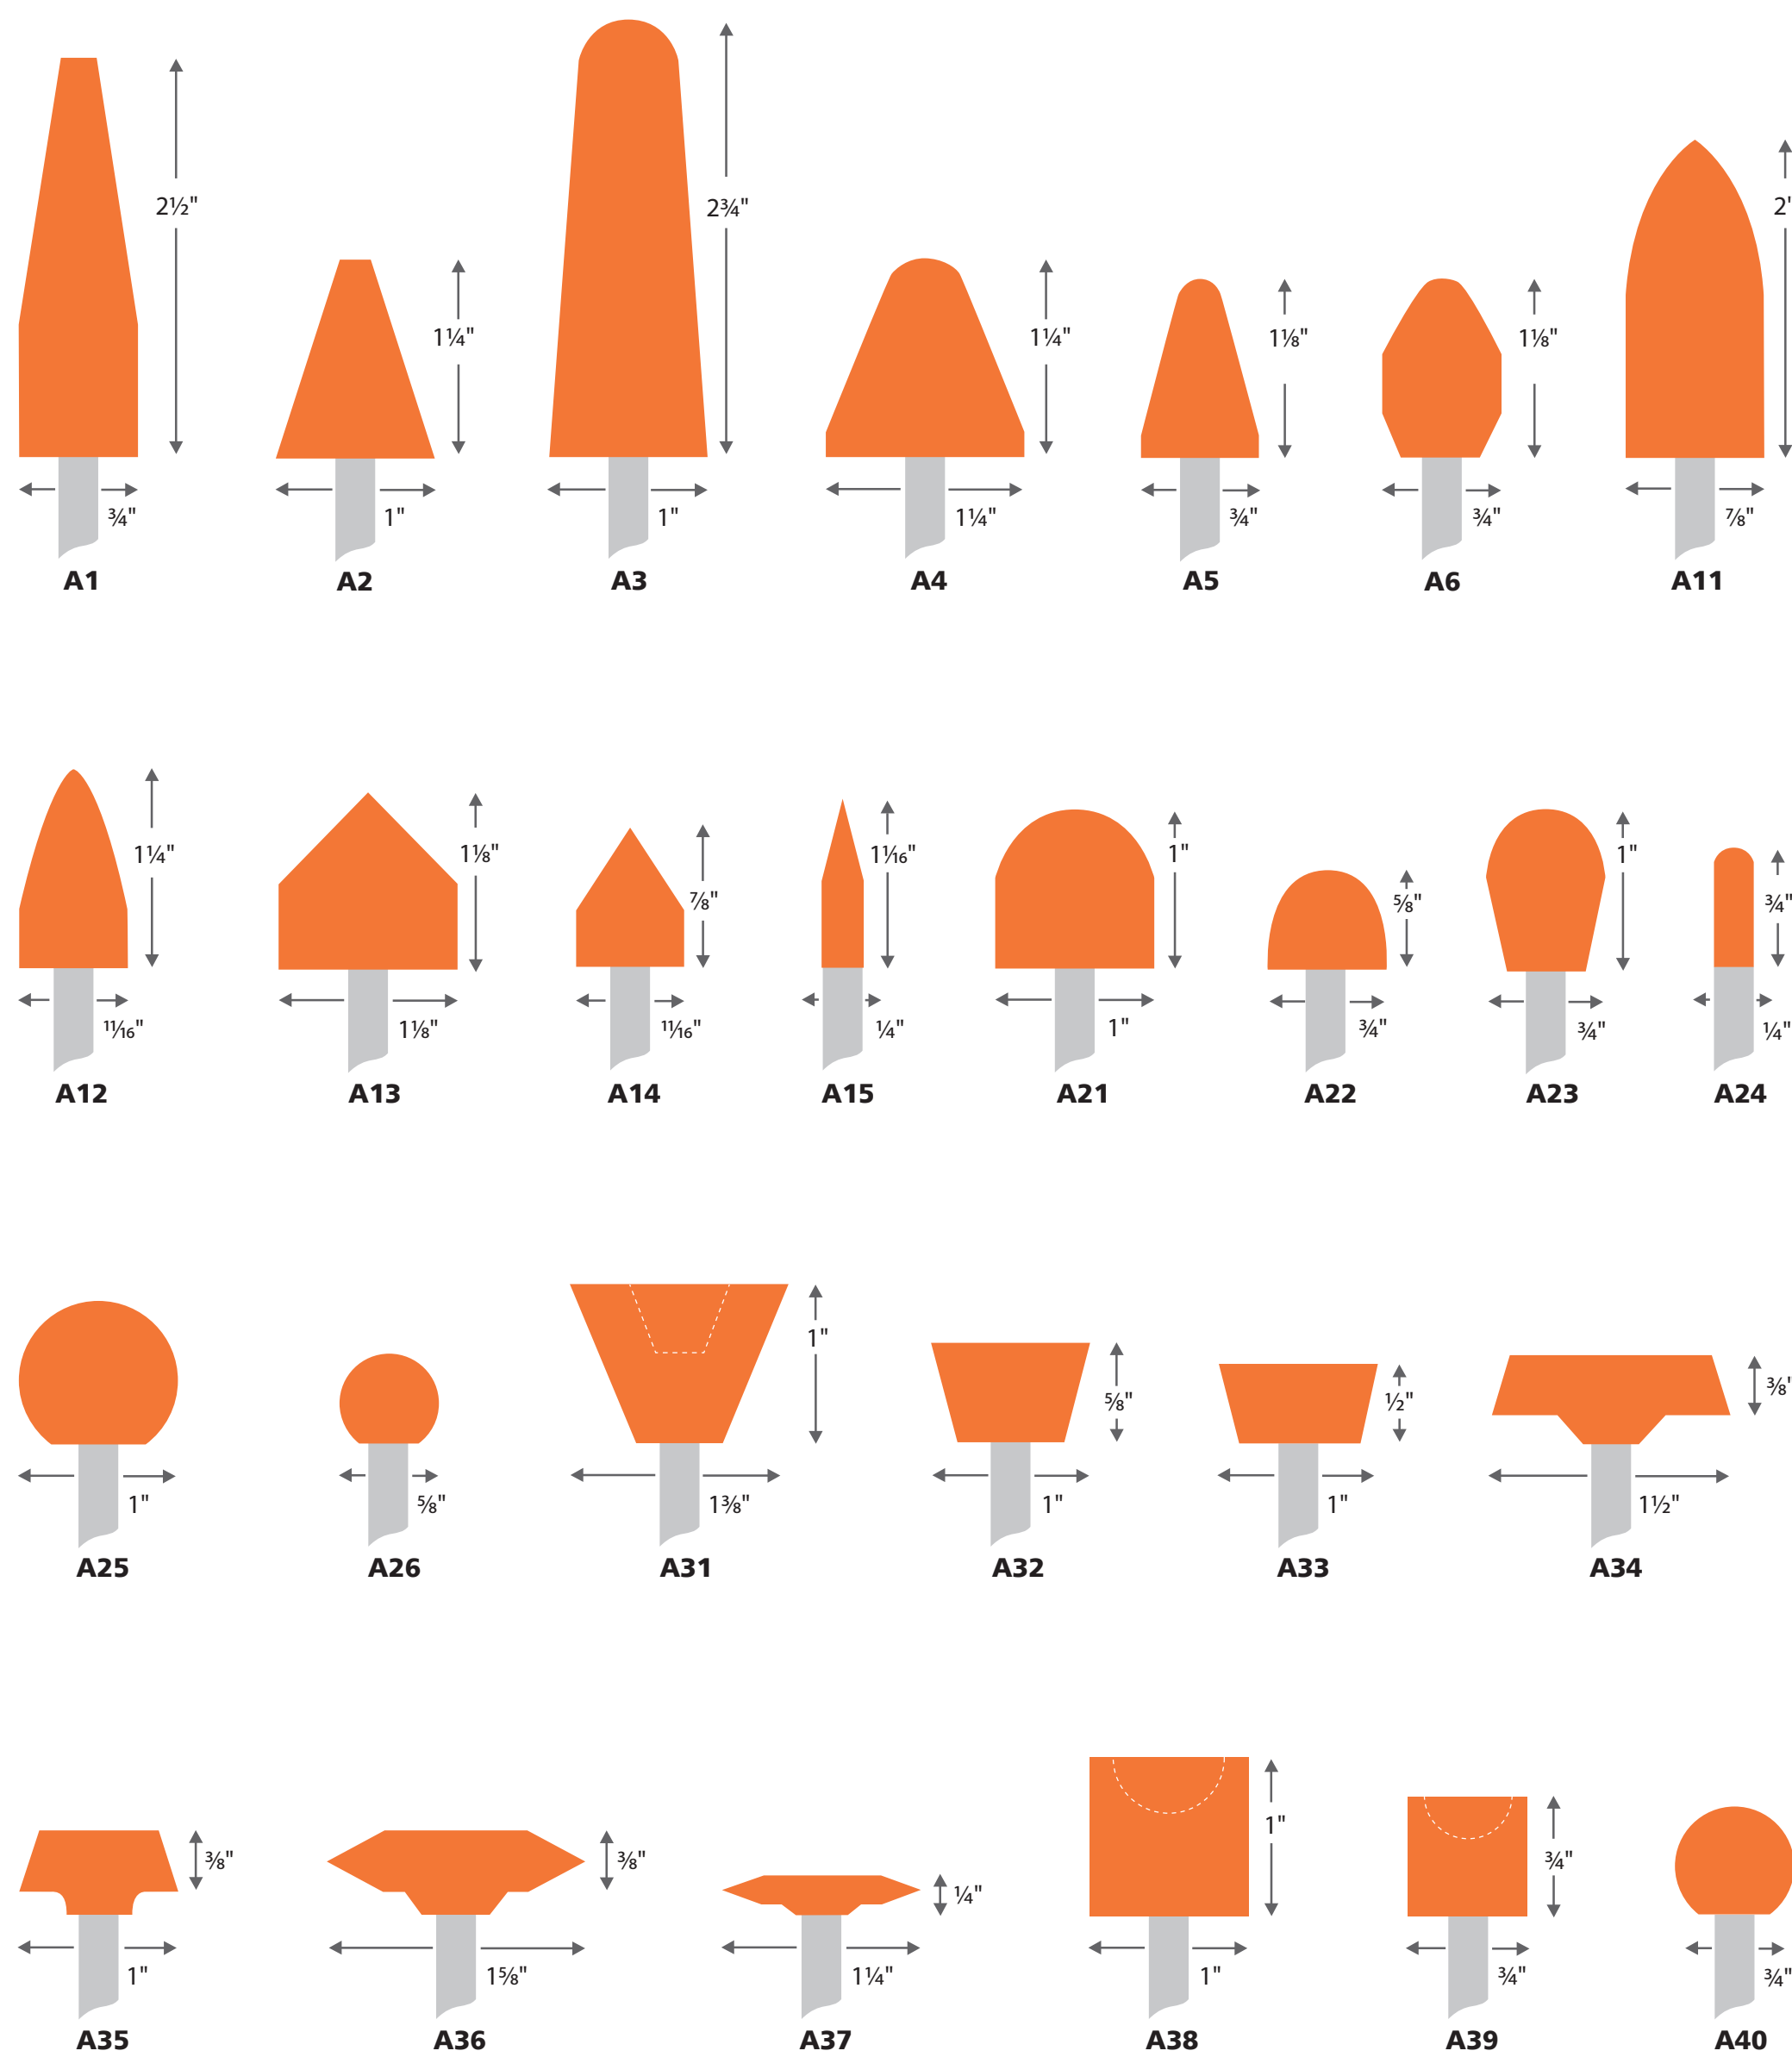 2½" 1¼" 2¾" 1¼" 1⅛" 1⅛" 2"
¾" 1" 1" 1¼" ¾" ¾" ⅞"
A1 A2 A3 A4 A5 A6 A11
1¼" 1⅛" ⅞" 1¹⁄₁₆" 1" ⅝" 1" ¾"
¹¹⁄₁₆" 1⅛" ¹¹⁄₁₆" ¼" 1" ¾" ¾" ¼"
A12 A13 A14 A15 A21 A22 A23 A24
1" ⅝" ½" ⅜"
1" ⅝" 1⅜" 1" 1" 1½"
A25 A26 A31 A32 A33 A34
⅜" ⅜" ¼" 1" ¾"
1" 1⅝" 1¼" 1" ¾" ¾"
A35 A36 A37 A38 A39 A40